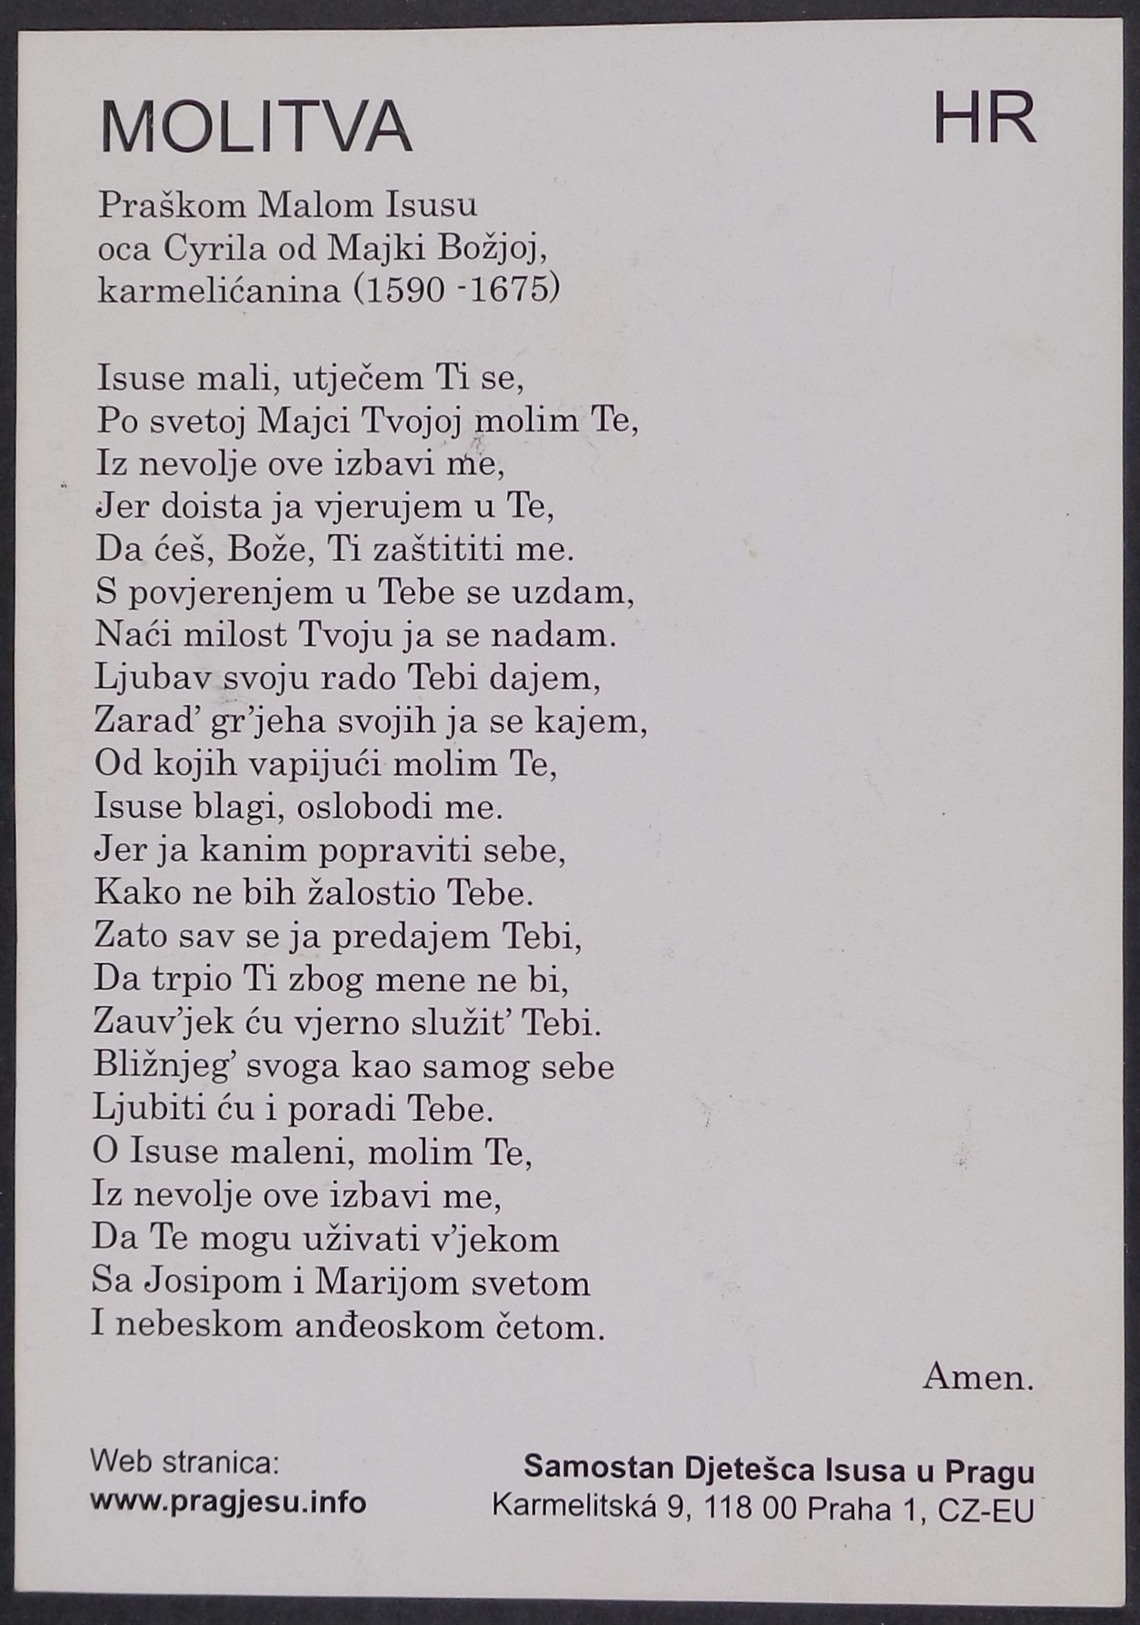 MOLITVA HR
Praškom Malom Isusu
oca Cyrila od Majki Božjoj,
karmelićanina (1590 -1675)
Isuse mali, utječem Ti se,
Po svetoj Majci Tvojoj molim Te,
Iz nevolje ove izbavi me,
Jer doista ja vjerujem u Te,
Da ćeš, Bože, Ti zaštititi me.
S povjerenjem u Tebe se uzdam,
Naći milost Tvoju ja se nadam.
Ljubav svoju rado Tebi dajem,
Zarad’ gr’jeha svojih ja se kajem,
Od kojih vapijući molim Te,
Isuse blagi, oslobodi me.
Jer ja kanim popraviti sebe,
Kako ne bih žalostio Tebe.
Zato sav se ja predajem Tebi,
Da trpio Ti zbog mene ne bi,
Zauv’jek ću vjerno služit’ Tebi.
Bližnjeg’ svoga kao samog sebe
Ljubiti ću i poradi Tebe.
O Isuse maleni, molim Te,
Iz nevolje ove izbavi me,
Da Te mogu uživati v’jekom
Sa Josipom i Marijom svetom
I nebeskom anđeoskom četom.
Amen.
Web stranica:
www.pragjesu.info
Samostan Djetešca Isusa u Pragu
Karmelitská 9, 118 00 Praha 1, CZ-EU